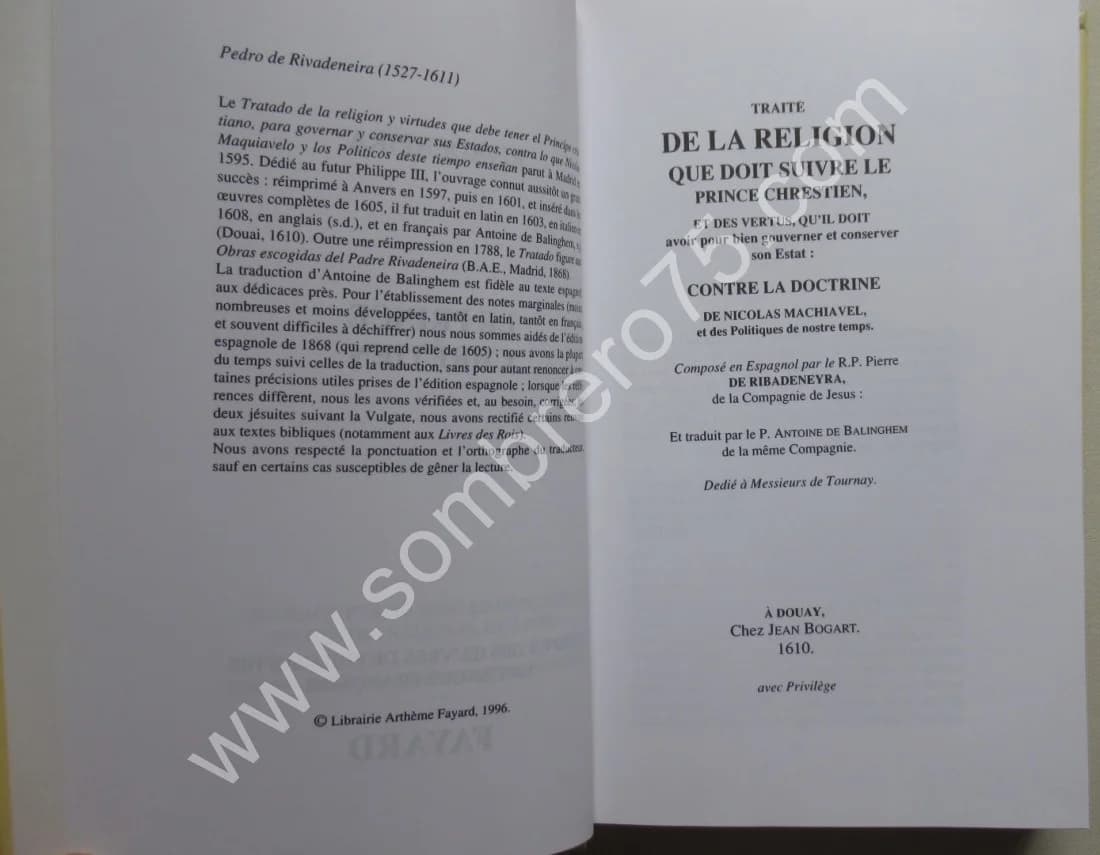 Pedro de Rivadeneira (1527-1611)
Le Tratado de la religion y virtudes que debe tener el Principe
tiano, para governar y conservar sus Estados, contra lo que
Maquiavelo y los Politicos deste tiempo enseñan parut à Madrid
1595. Dédié au futur Philippe III, l'ouvrage connut aussitôt un
succès : réimprimé à Anvers en 1597, puis en 1601, et inséré dans
œuvres complètes de 1605, il fut traduit en latin en 1603, en italien
1608, en anglais (s.d.), et en français par Antoine de Balinghem,
(Douai, 1610). Outre une réimpression en 1788, le Tratado figure
Obras escogidas del Padre Rivadeneira (B.A.E., Madrid, 1868)
La traduction d'Antoine de Balinghem est fidèle au texte espagnol
aux dédicaces près. Pour l'établissement des notes marginales
nombreuses et moins développées, tantôt en latin, tantôt en français,
et souvent difficiles à déchiffrer) nous nous sommes aidés de
espagnole de 1868 (qui reprend celle de 1605) ; nous avons la
du temps suivi celles de la traduction, sans pour autant renoncer à
taines précisions utiles prises de l'édition espagnole ; lorsque
rences diffèrent, nous les avons vérifiées et, au besoin,
deux jésuites suivant la Vulgate, nous avons rectifié certains
aux textes bibliques (notamment aux Livres des Rois).
Nous avons respecté la ponctuation et l'orthographe du traducteur,
sauf en certains cas susceptibles de gêner la lecture.
© Librairie Arthème Fayard, 1996.
TRAITE
DE LA RELIGION
QUE DOIT SUIVRE LE
PRINCE CHRESTIEN,
ET DES VERTUS, QU'IL DOIT
avoir pour bien gouverner et conserver
son Estat :
CONTRE LA DOCTRINE
DE NICOLAS MACHIAVEL,
et des Politiques de nostre temps.
Composé en Espagnol par le R.P. Pierre
DE RIBADENEYRA,
de la Compagnie de Jesus :
Et traduit par le P. ANTOINE DE BALINGHEM
de la même Compagnie.
Dedié à Messieurs de Tournay.
À DOUAY,
Chez JEAN BOGART.
1610.
avec Privilège
www.sombrero75.com